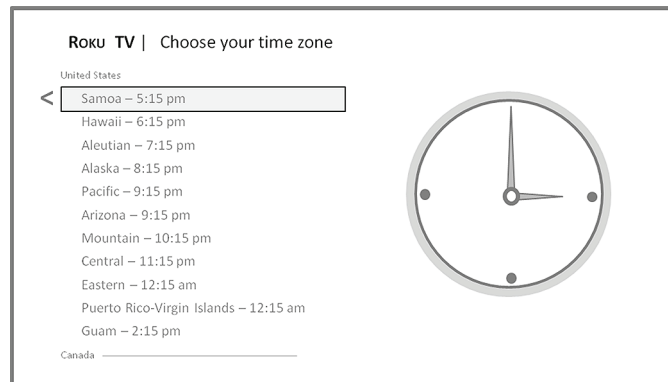 ROKU TV | Choose your time zone
United States
<
Samoa – 5:15 pm
Hawaii – 6:15 pm
Aleutian – 7:15 pm
Alaska – 8:15 pm
Pacific – 9:15 pm
Arizona – 9:15 pm
Mountain – 10:15 pm
Central – 11:15 pm
Eastern – 12:15 am
Puerto Rico-Virgin Islands – 12:15 am
Guam – 2:15 pm
Canada